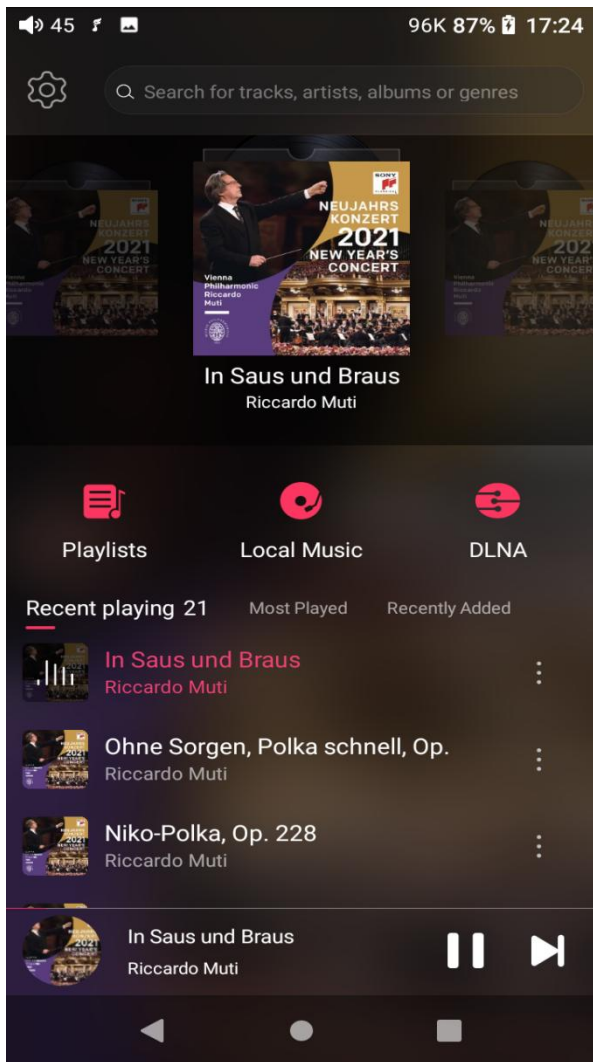 45
96K 87% 17:24
Search for tracks, artists, albums or genres
SONY
NEUJAHRS
KONZERT
2021
NEW YEAR'S
CONCERT
Vienna
Philharmonic
Riccardo
Muti
In Saus und Braus
Riccardo Muti
Playlists
Local Music
DLNA
Recent playing 21
Most Played
Recently Added
In Saus und Braus
Riccardo Muti
Ohne Sorgen, Polka schnell, Op.
Riccardo Muti
Niko-Polka, Op. 228
Riccardo Muti
In Saus und Braus
Riccardo Muti